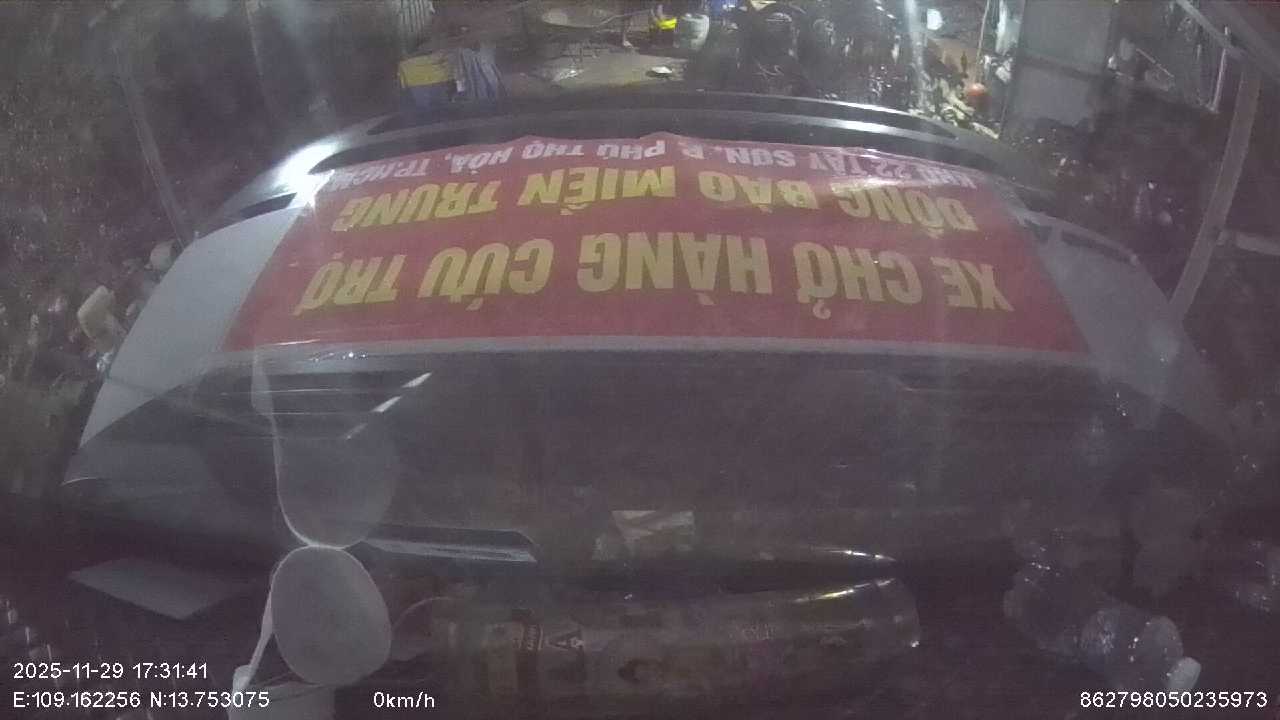 XE CHỞ HÀNG CỨU TRỢ
ĐỒNG BÀO MIỀN TRUNG
22 TÂY SƠN, P. PHÚ THỌ HÒA, TP.HCM
2025-11-29 17:31:41
E:109.162256 N:13.753075
0km/h
862798050235973